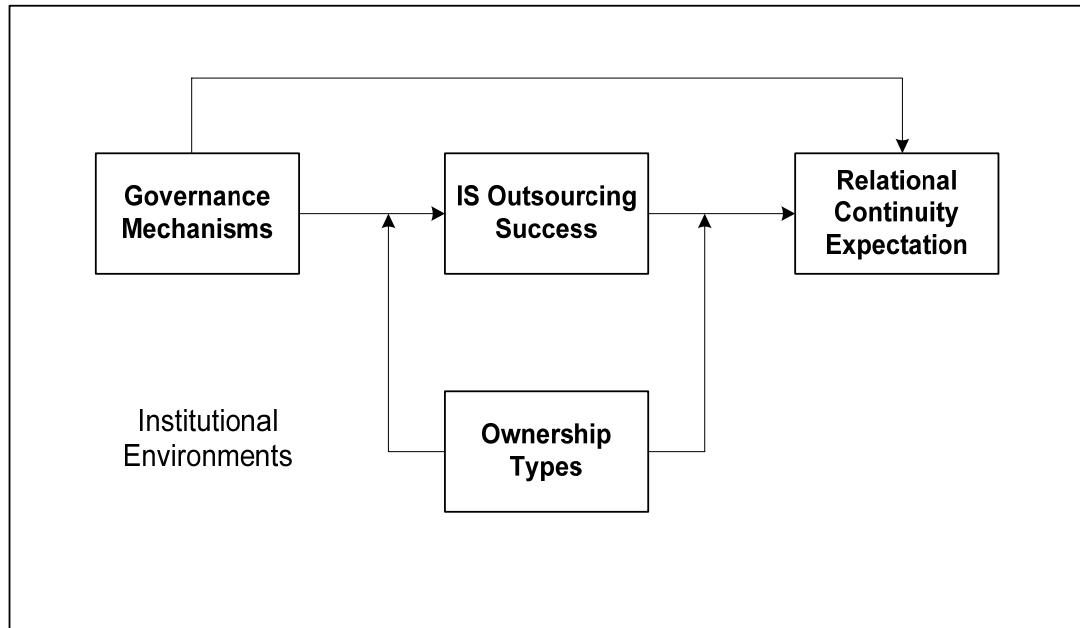 Governance
Mechanisms
IS Outsourcing
Success
Relational
Continuity
Expectation
Institutional
Environments
Ownership
Types